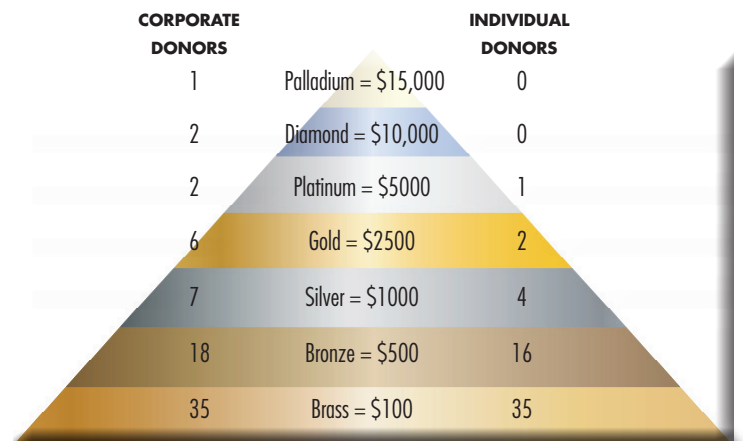 CORPORATE DONORS INDIVIDUAL DONORS
1 Palladium = $15,000 0
2 Diamond = $10,000 0
2 Platinum = $5000 1
6 Gold = $2500 2
7 Silver = $1000 4
18 Bronze = $500 16
35 Brass = $100 35